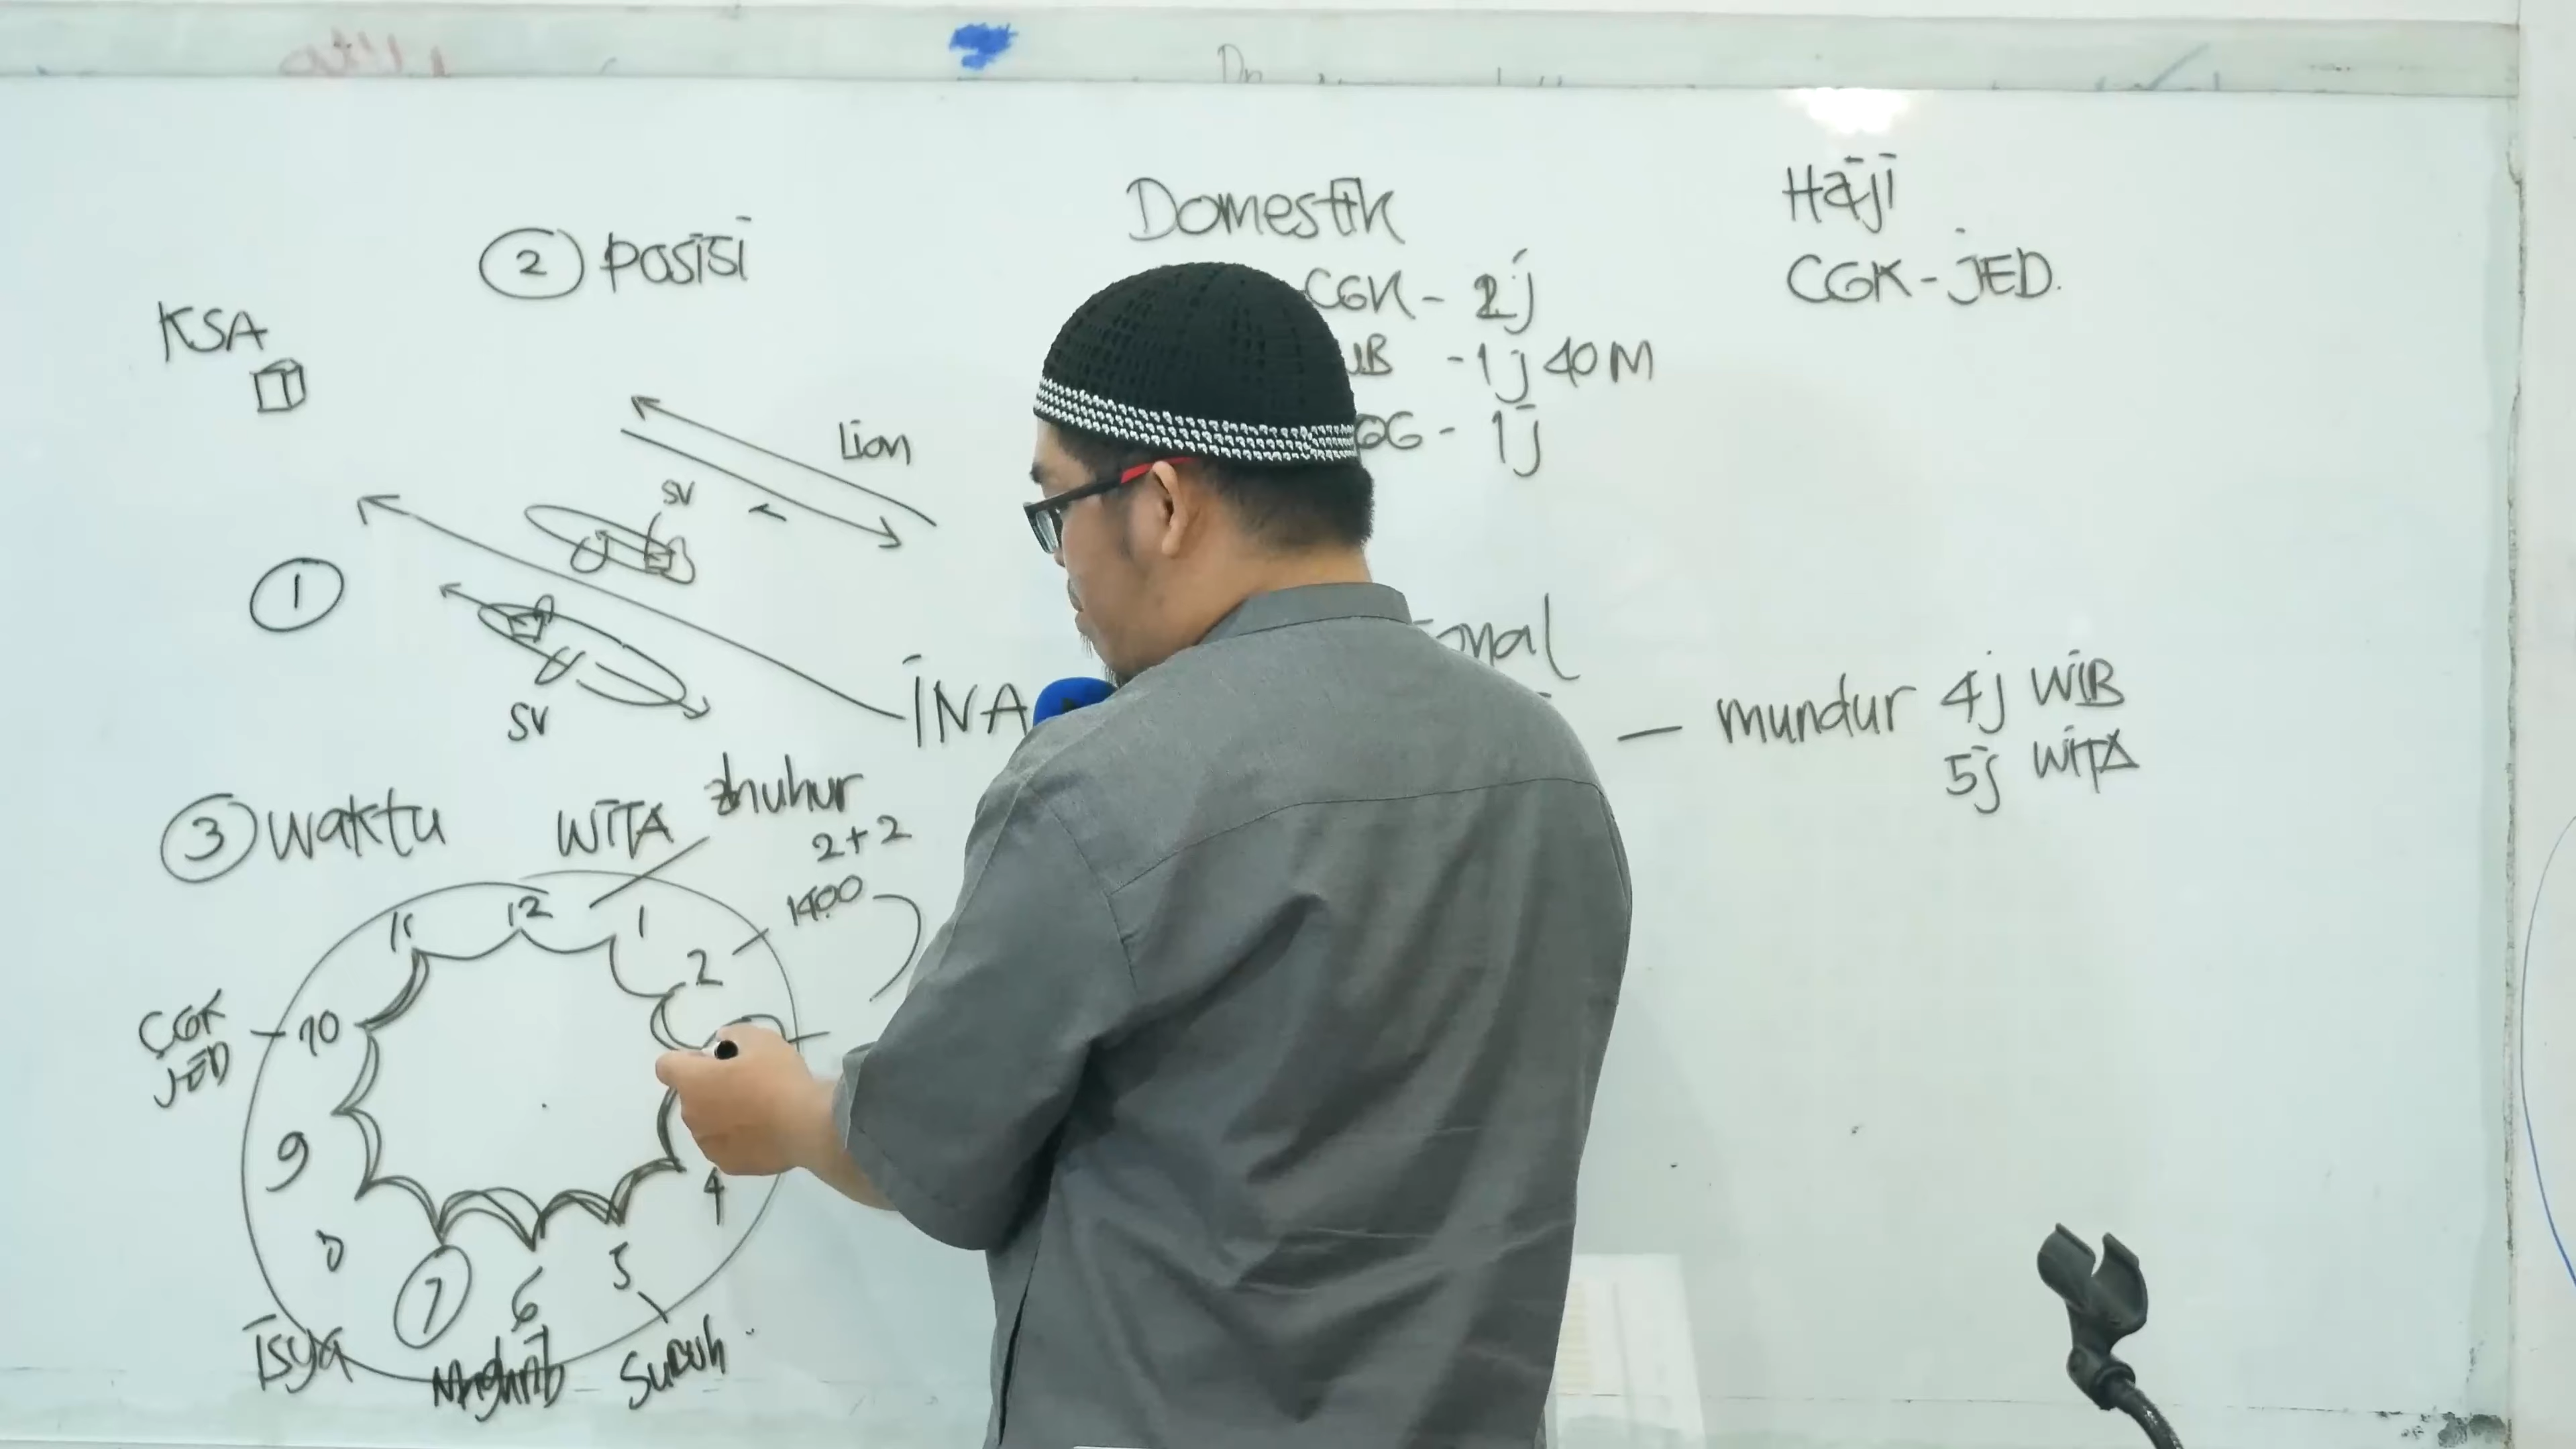 ② posisi
KSA
Lion
SV
①
SV
INA
③ waktu
WITA
zhuhur
2+2
1400
11
12
1
2
CGK
JED
10
9
8
7
6
5
4
Isya
Maghrib
Subuh
Domestik
CGK - 2j
UB - 1j 40 M
OG - 1j
onal
Haji
CGK - JED.
— mundur 4j WIB
5j WITA